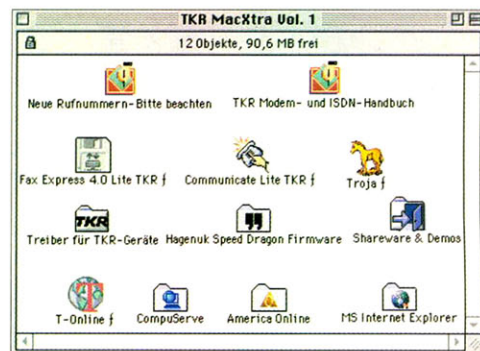 TKR MacXtra Vol. 1
12 Objekte, 90,6 MB frei
Neue Rufnummern-Bitte beachten
TKR Modem- und ISDN-Handbuch
Fax Express 4.0 Lite TKR ƒ
Communicate Lite TKR ƒ
Troja ƒ
TKR
Treiber für TKR-Geräte
Hagenuk Speed Dragon Firmware
Shareware & Demos
T
T-Online ƒ
CompuServe
America Online
MS Internet Explorer